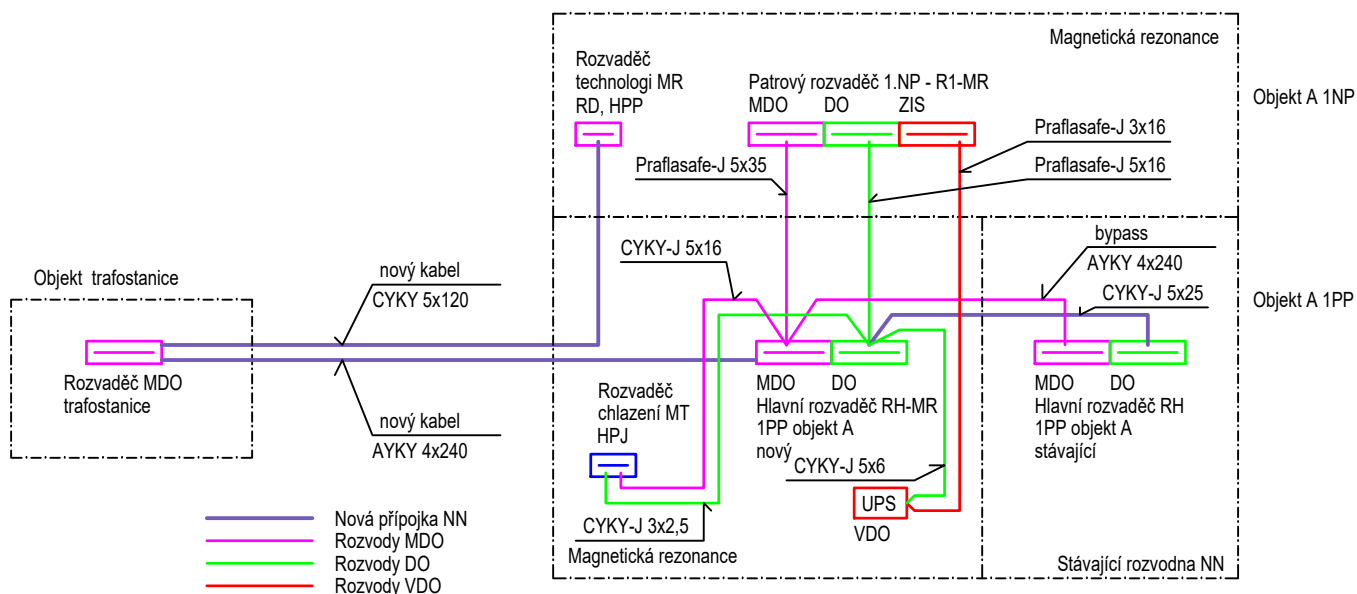 Magnetická rezonance
Rozvaděč
technologi MR
RD, HPP
Patrový rozvaděč 1.NP - R1-MR
MDO DO ZIS
Objekt A 1NP
Praflasafe-J 3x16
Praflasafe-J 5x35
Praflasafe-J 5x16
bypass
AYKY 4x240
CYKY-J 5x16
Objekt trafostanice
nový kabel
CYKY 5x120
CYKY-J 5x25
Objekt A 1PP
Rozvaděč MDO
trafostanice
nový kabel
AYKY 4x240
Rozvaděč
chlazení MT
HPJ
MDO DO
Hlavní rozvaděč RH-MR
1PP objekt A
nový
CYKY-J 5x6
MDO DO
Hlavní rozvaděč RH
1PP objekt A
stávající
UPS
VDO
CYKY-J 3x2,5
Magnetická rezonance
Stávající rozvodna NN
Nová přípojka NN
Rozvody MDO
Rozvody DO
Rozvody VDO